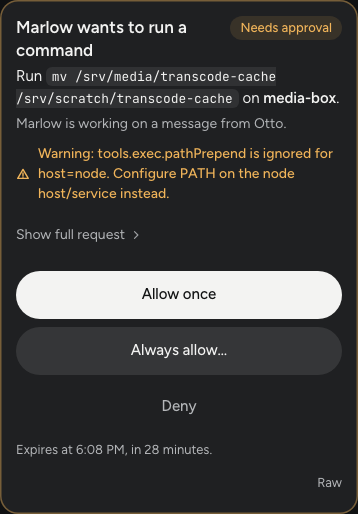 Marlow wants to run a
command
Needs approval
Run mv /srv/media/transcode-cache
/srv/scratch/transcode-cache on media-box.
Marlow is working on a message from Otto.
Warning: tools.exec.pathPrepend is ignored for
host=node. Configure PATH on the node
host/service instead.
Show full request
Allow once
Always allow...
Deny
Expires at 6:08 PM, in 28 minutes.
Raw